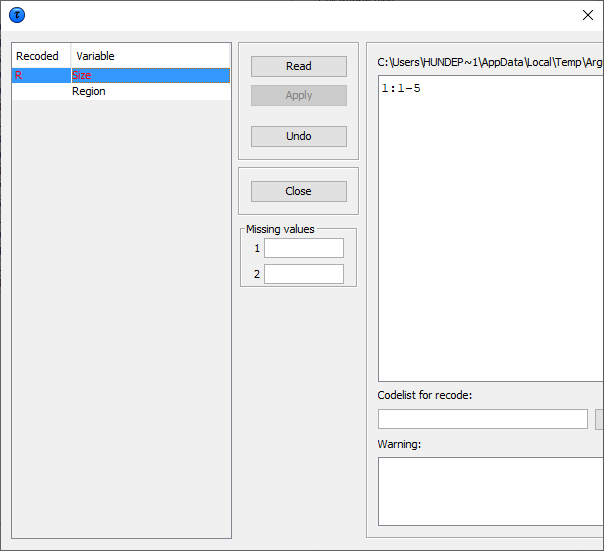 Recoded Variable
R Size
Region
Read
Apply
Undo
Close
Missing values
1
2
C:\Users\HUNDEP~1\AppData\Local\Temp\Arg
1:1-5
Codelist for recode:
Warning: